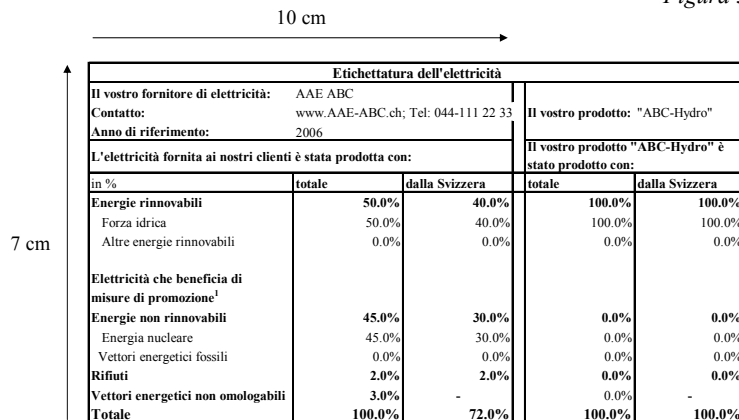 Figura
10 cm
7 cm
Etichettatura dell'elettricità
Il vostro fornitore di elettricità: AAE ABC
Contatto: www.AAE-ABC.ch; Tel: 044-111 22 33 Il vostro prodotto: "ABC-Hydro"
Anno di riferimento: 2006
L'elettricità fornita ai nostri clienti è stata prodotta con: Il vostro prodotto "ABC-Hydro" è
stato prodotto con:
in % totale dalla Svizzera totale dalla Svizzera
Energie rinnovabili 50.0% 40.0% 100.0% 100.0%
Forza idrica 50.0% 40.0% 100.0% 100.0%
Altre energie rinnovabili 0.0% 0.0% 0.0% 0.0%
Elettricità che beneficia di
misure di promozione1
Energie non rinnovabili 45.0% 30.0% 0.0% 0.0%
Energia nucleare 45.0% 30.0% 0.0% 0.0%
Vettori energetici fossili 0.0% 0.0% 0.0% 0.0%
Rifiuti 2.0% 2.0% 0.0% 0.0%
Vettori energetici non omologabili 3.0% - 0.0% -
Totale 100.0% 72.0% 100.0% 100.0%